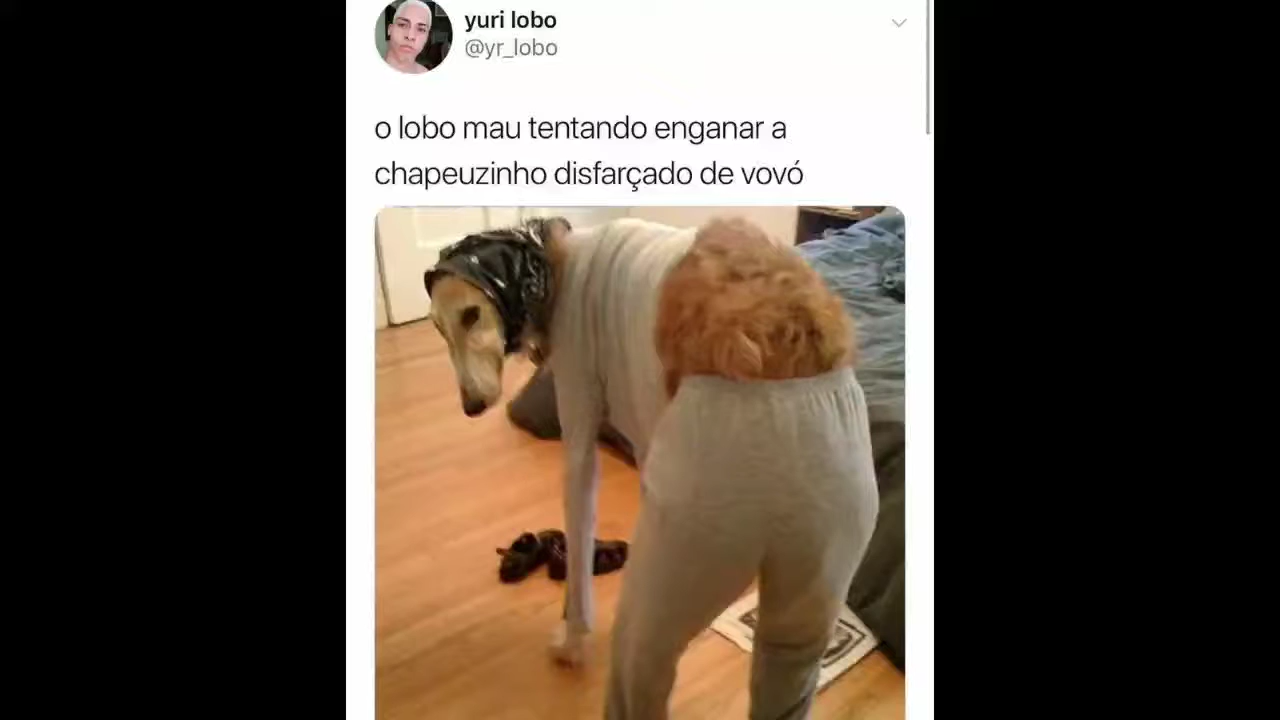 yuri lobo
@yr_lobo
o lobo mau tentando enganar a
chapeuzinho disfarçado de vovó